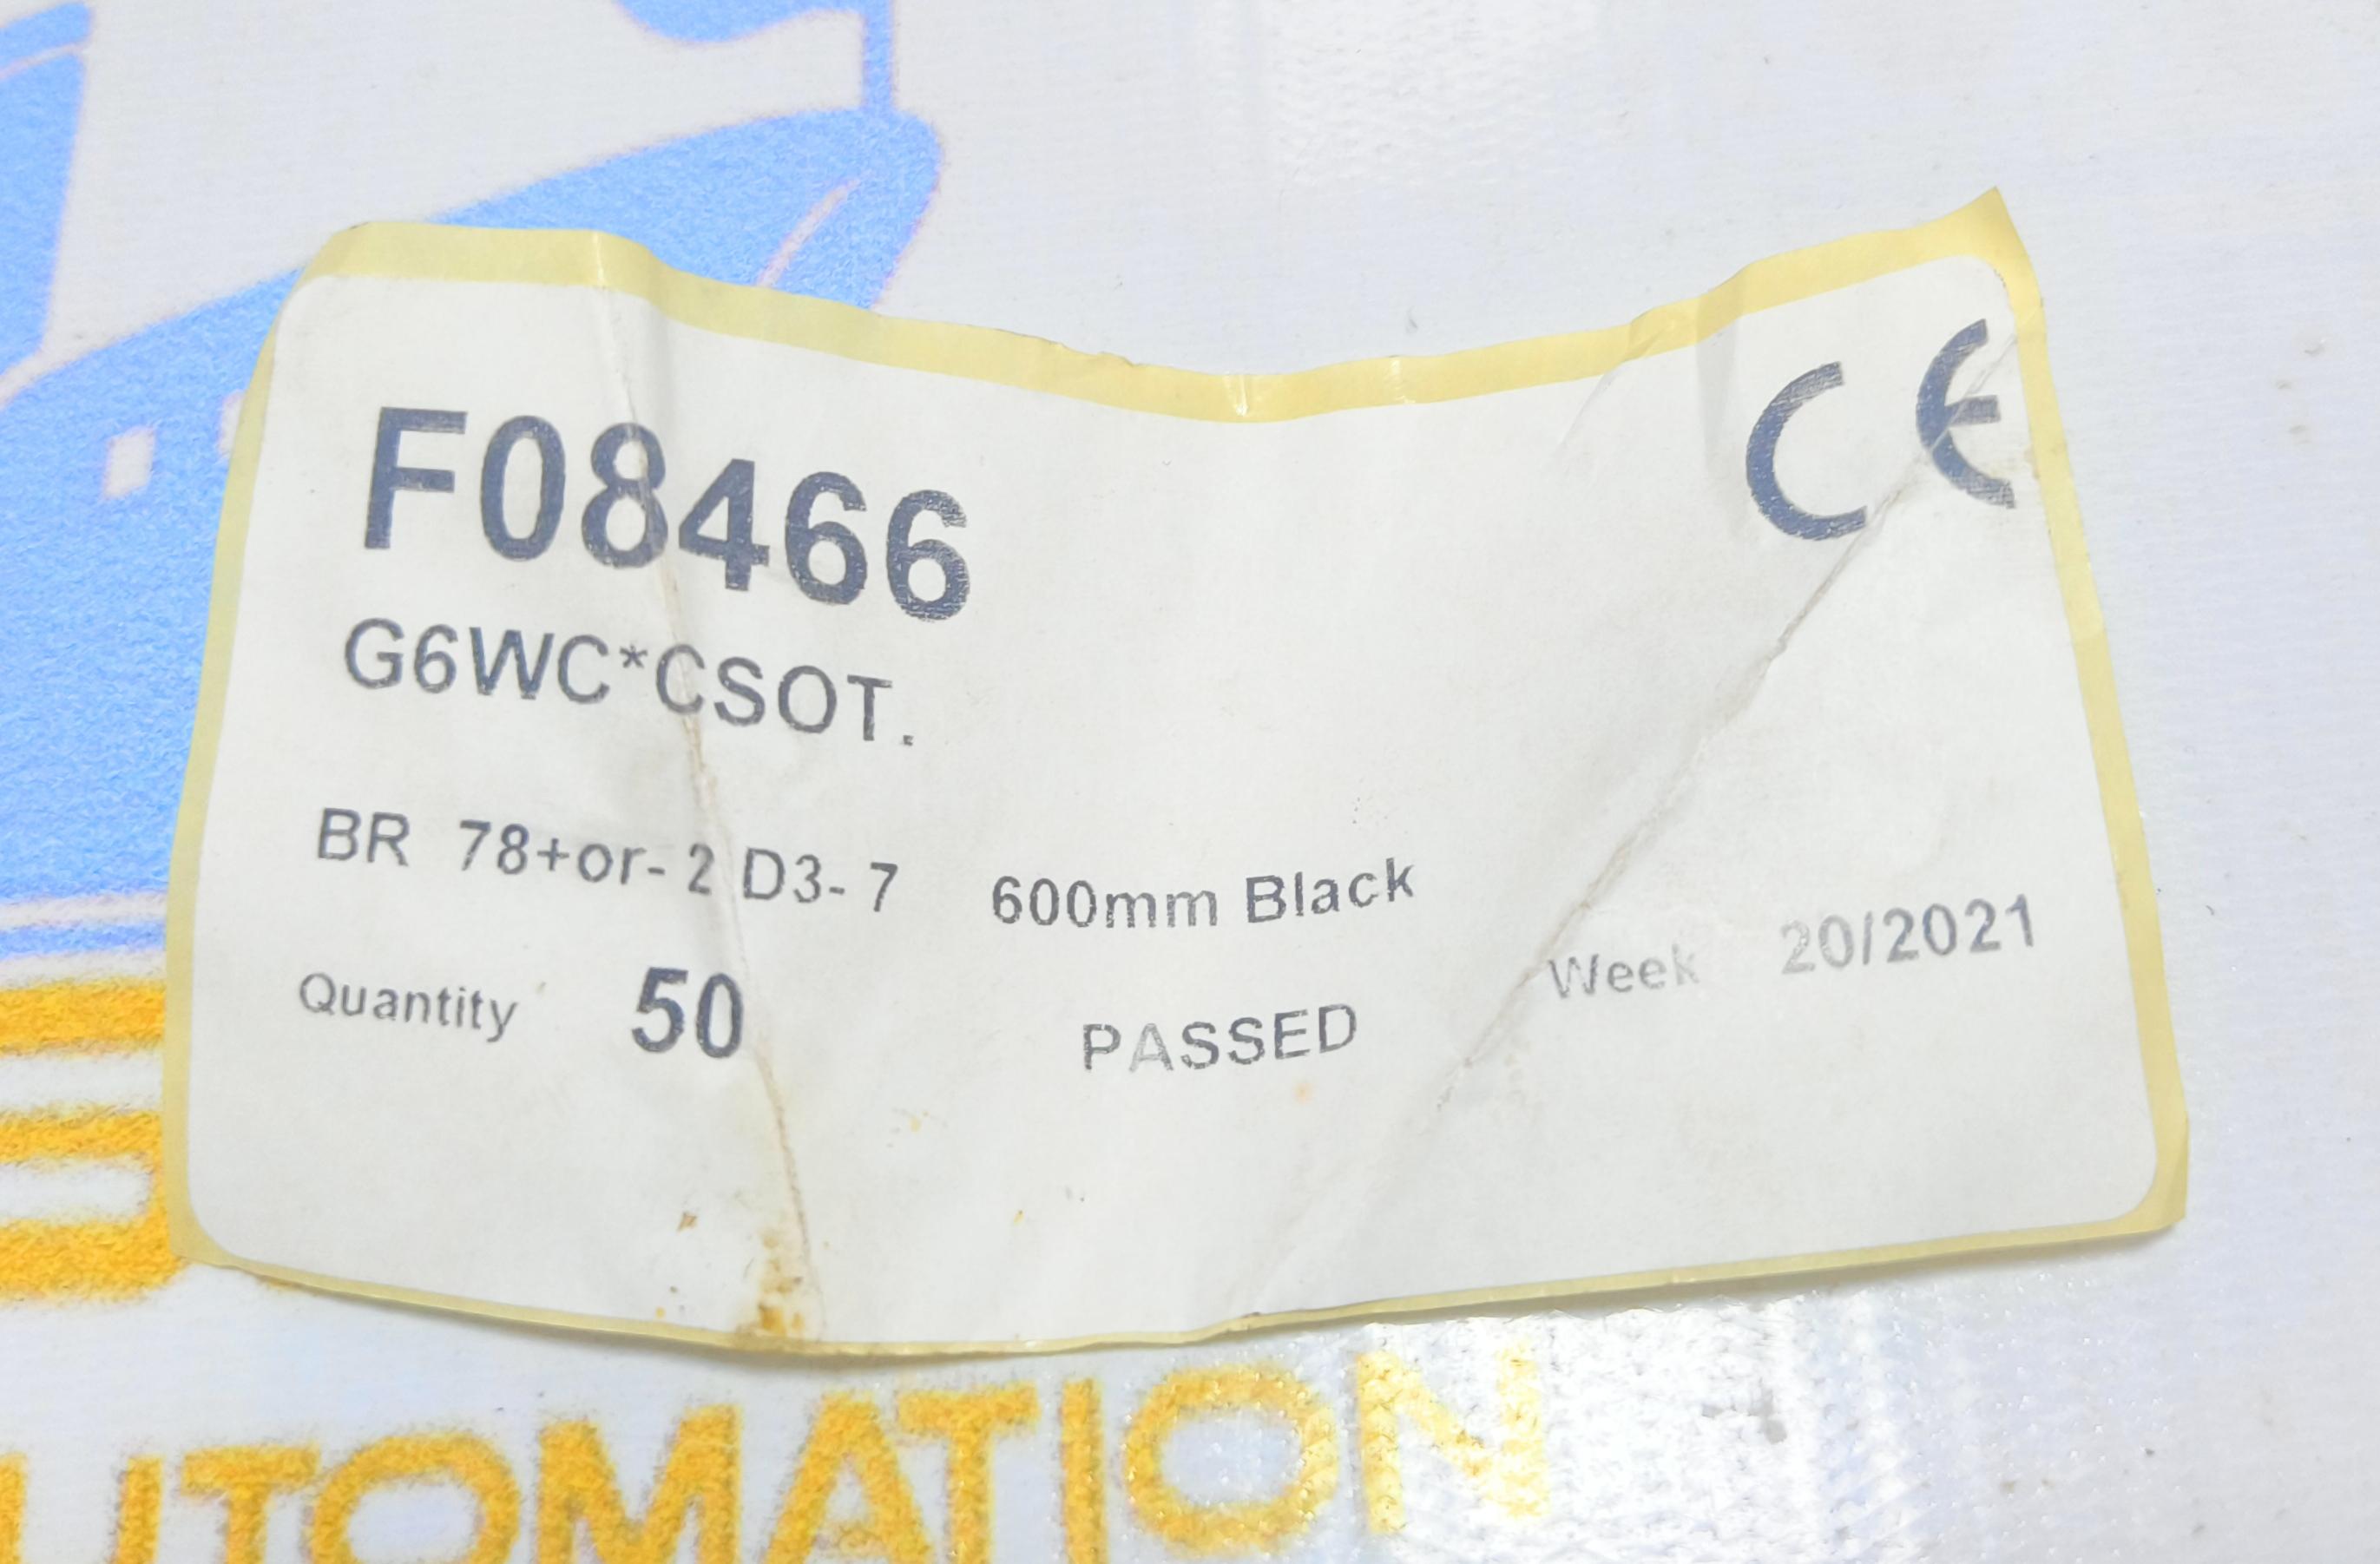 F08466
CE
G6WC*CSOT.
BR 78+or- 2 D3- 7 600mm Black
Quantity 50 PASSED Week 20/2021
UTOMATION